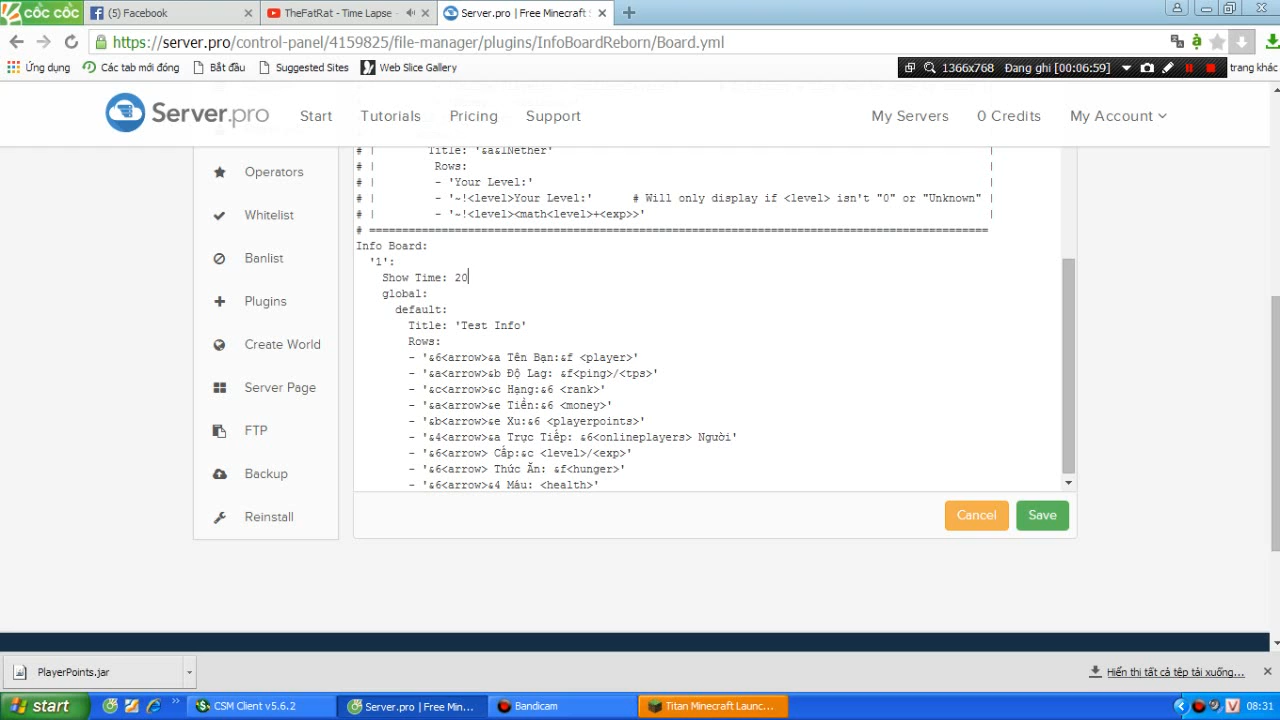 CỐC CỐC
(5) Facebook
TheFatRat - Time Lapse
Server.pro | Free Minecraft S
https://server.pro/control-panel/4159825/file-manager/plugins/InfoBoardReborn/Board.yml
Ứng dụng
Các tab mới đóng
Bắt đầu
Suggested Sites
Web Slice Gallery
1366x768
Đang ghi [00:06:59]
trang khác
Server.pro
Start
Tutorials
Pricing
Support
My Servers
0 Credits
My Account
Operators
Whitelist
Banlist
Plugins
Create World
Server Page
FTP
Backup
Reinstall
# | Title: '&a&lNether' |
# | Rows: |
# | - 'Your Level:' |
# | - '~!<level>Your Level:' # Will only display if <level> isn't "0" or "Unknown" |
# | - '~!<level><math<level>+<exp>>' |
# ==============================================================================================
Info Board:
'1':
Show Time: 20
global:
default:
Title: 'Test Info'
Rows:
- '&6<arrow>&a Tên Bạn:&f <player>'
- '&a<arrow>&b Độ Lag: &f<ping>/<tps>'
- '&c<arrow>&c Hạng:&6 <rank>'
- '&a<arrow>&e Tiền:&6 <money>'
- '&b<arrow>&e Xu:&6 <playerpoints>'
- '&4<arrow>&a Trực Tiếp: &6<onlineplayers> Người'
- '&6<arrow> Cấp:&c <level>/<exp>'
- '&6<arrow> Thức Ăn: &f<hunger>'
- '&6<arrow>&4 Máu: <health>'
Cancel
Save
PlayerPoints.jar
Hiển thị tất cả tệp tải xuống...
start
CSM Client v5.6.2
Server.pro | Free Min...
Bandicam
Titan Minecraft Launc...
V
08:31